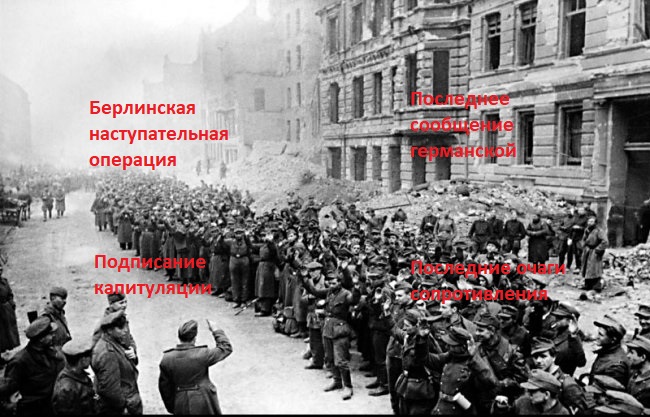 Берлинская
наступательная
операция
Последнее
сообщение
германской
Подписание
капитуляции
Последние очаги
сопротивления